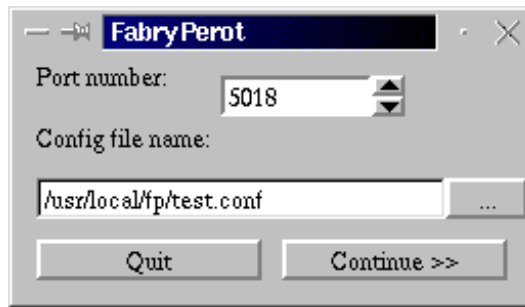 FabryPerot
Port number:
5018
Config file name:
/usr/local/fp/test.conf
...
Quit
Continue >>